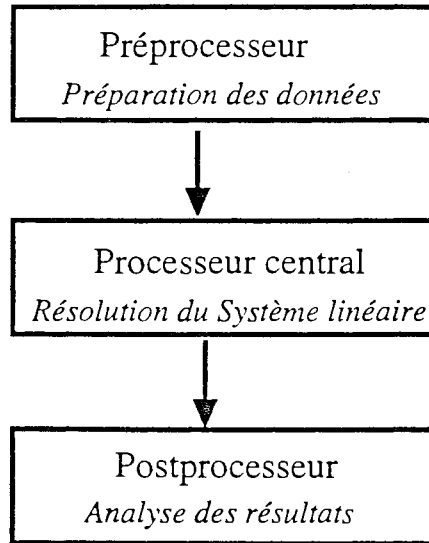 Préprocesseur
Préparation des données
Processeur central
Résolution du Système linéaire
Postprocesseur
Analyse des résultats